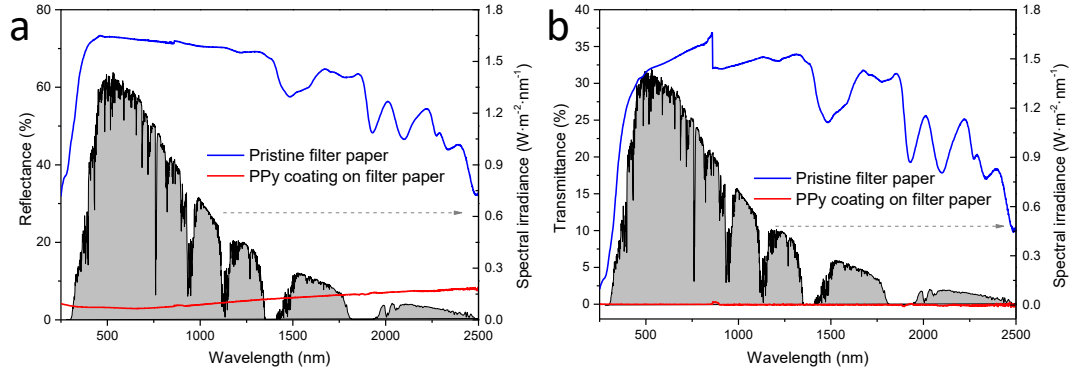 a
80
60
40
20
0
Reflectance (%)
1.8
1.5
1.2
0.9
0.6
0.3
0.0
Spectral irradiance (W·m⁻²·nm⁻¹)
Pristine filter paper
PPy coating on filter paper
500 1000 1500 2000 2500
Wavelength (nm)
b
40
35
30
25
20
15
10
5
0
Transmittance (%)
1.8
1.5
1.2
0.9
0.6
0.3
0.0
Spectral irradiance (W·m⁻²·nm⁻¹)
Pristine filter paper
PPy coating on filter paper
500 1000 1500 2000 2500
Wavelength (nm)